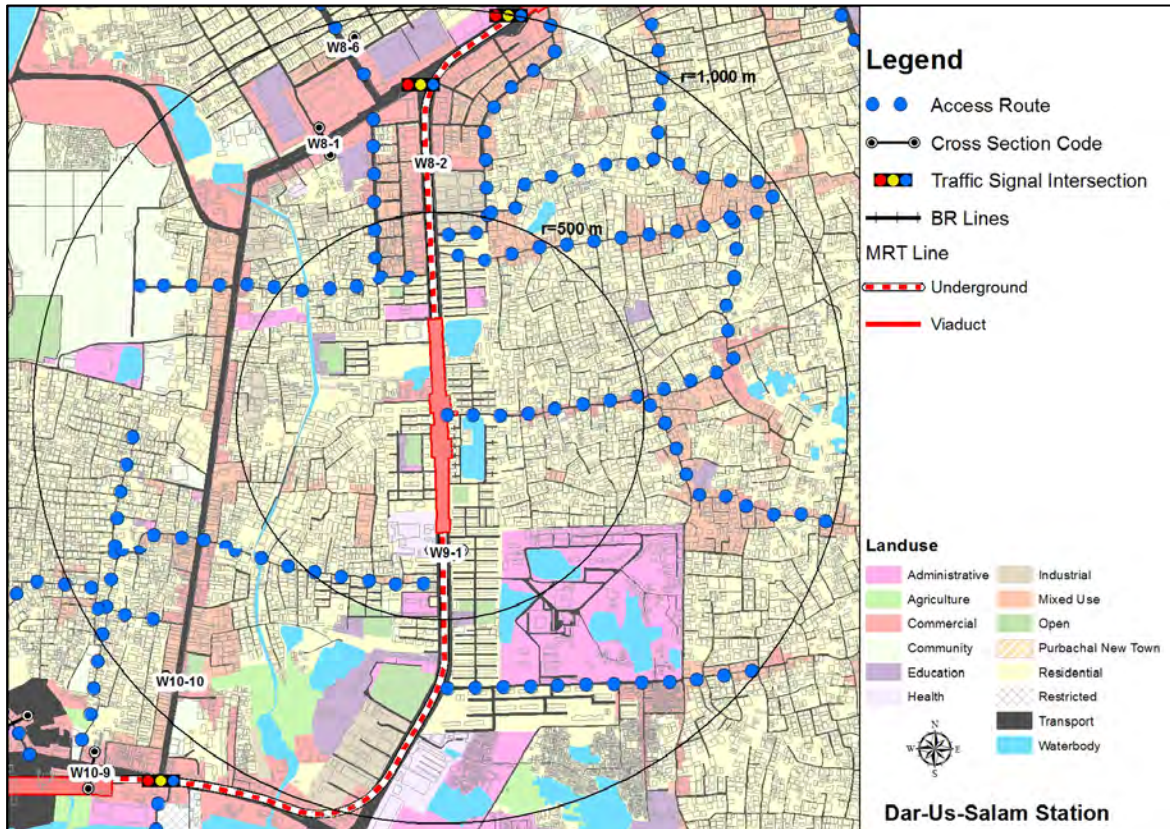 W8-6
r=1,000 m
W8-1
W8-2
r=500 m
W9-1
W10-10
W10-9
Legend
Access Route
Cross Section Code
Traffic Signal Intersection
BR Lines
MRT Line
Underground
Viaduct
Landuse
Administrative
Industrial
Agriculture
Mixed Use
Commercial
Open
Community
Purbachal New Town
Education
Residential
Health
Restricted
Transport
Waterbody
N
W E
S
Dar-Us-Salam Station